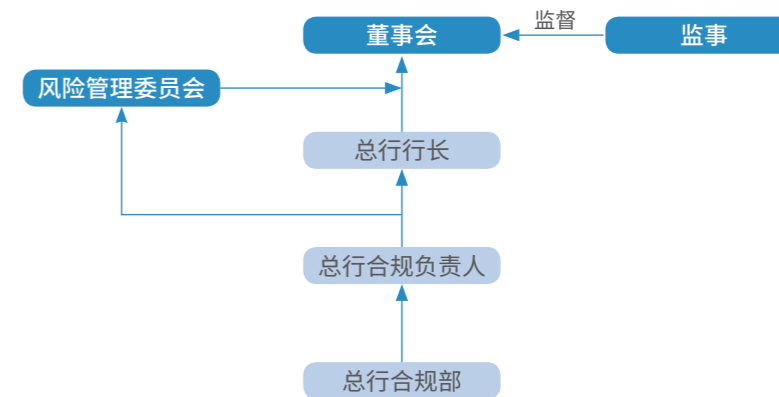 监督
董事会
监事
风险管理委员会
总行行长
总行合规负责人
总行合规部